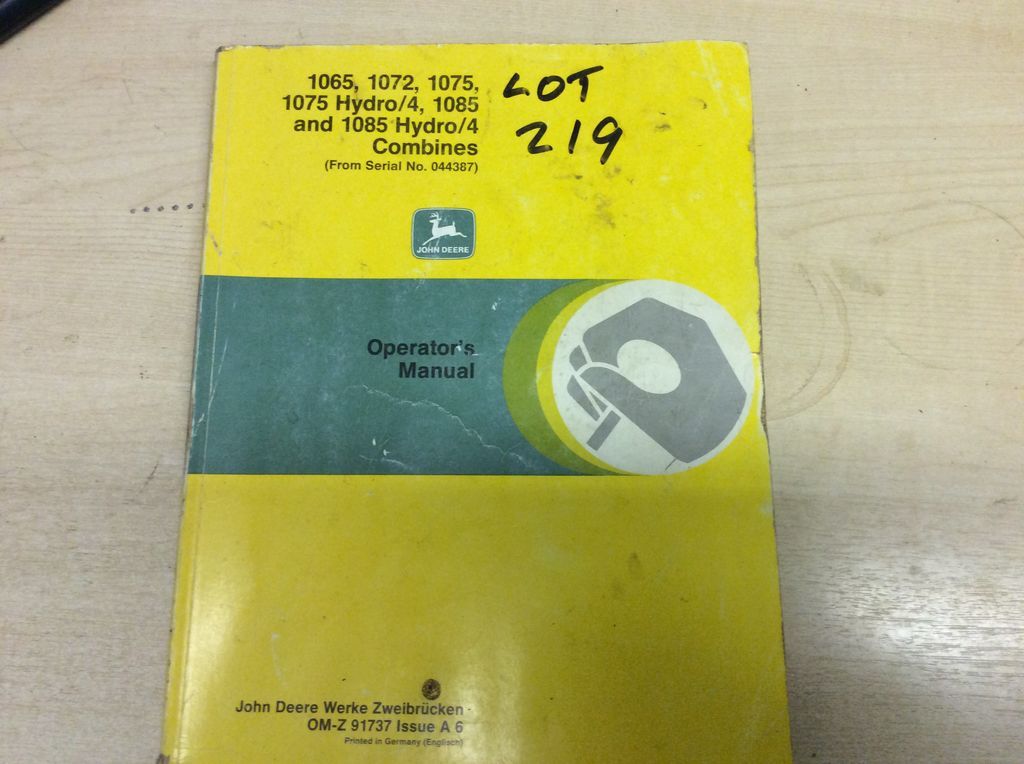 1065, 1072, 1075,
1075 Hydro/4, 1085
and 1085 Hydro/4
Combines
(From Serial No. 044387)
LOT
219
JOHN DEERE
Operator's
Manual
John Deere Werke Zweibrücken
OM-Z 91737 Issue A 6
Printed in Germany (Englisch)